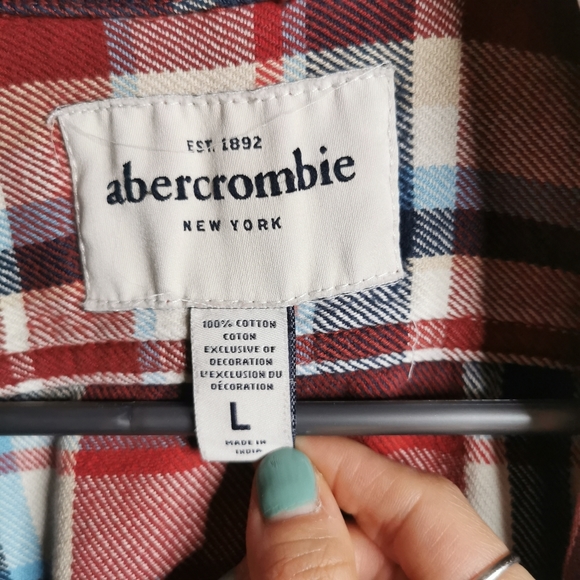 EST. 1892
abercrombie
NEW YORK
100% COTTON
COTON
EXCLUSIVE OF
DECORATION
L'EXCLUSION DU
DÉCORATION
L
MADE IN
INDIA